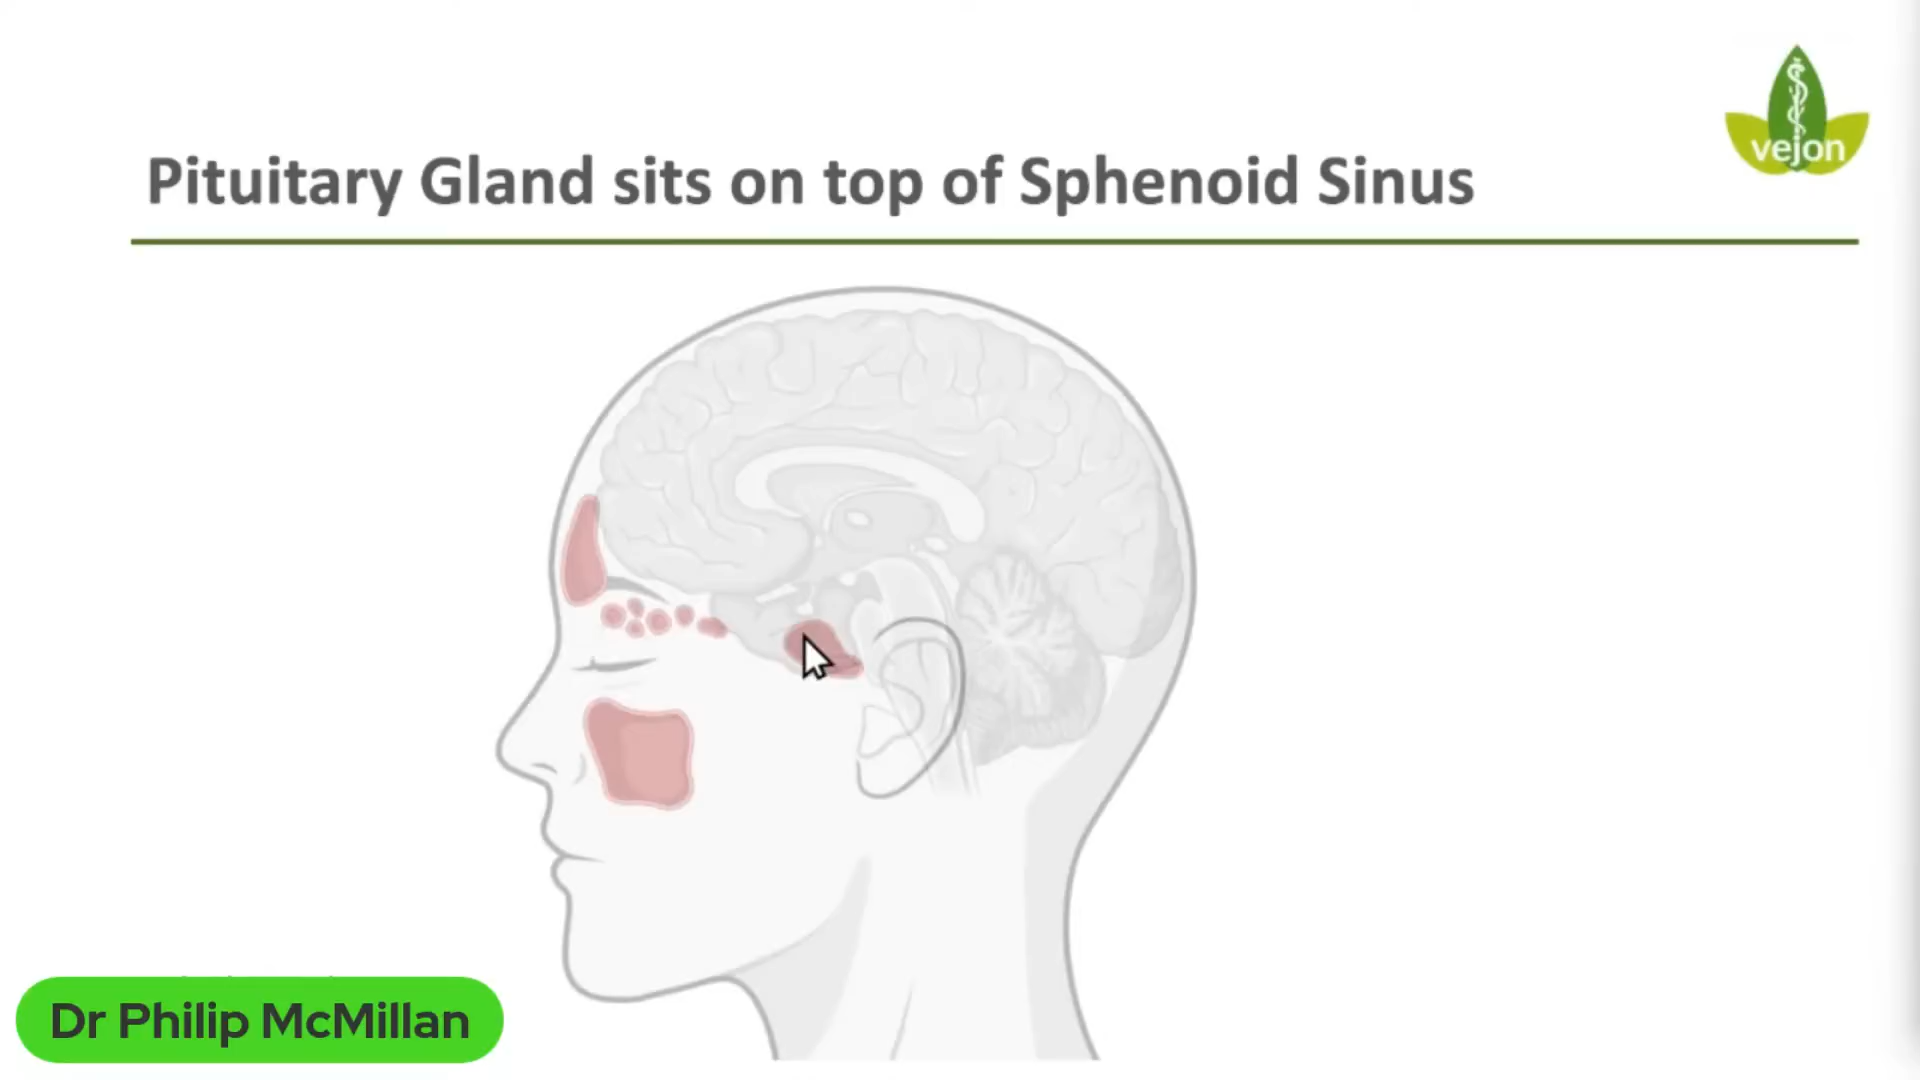 vejon
Pituitary Gland sits on top of Sphenoid Sinus
Dr Philip McMillan